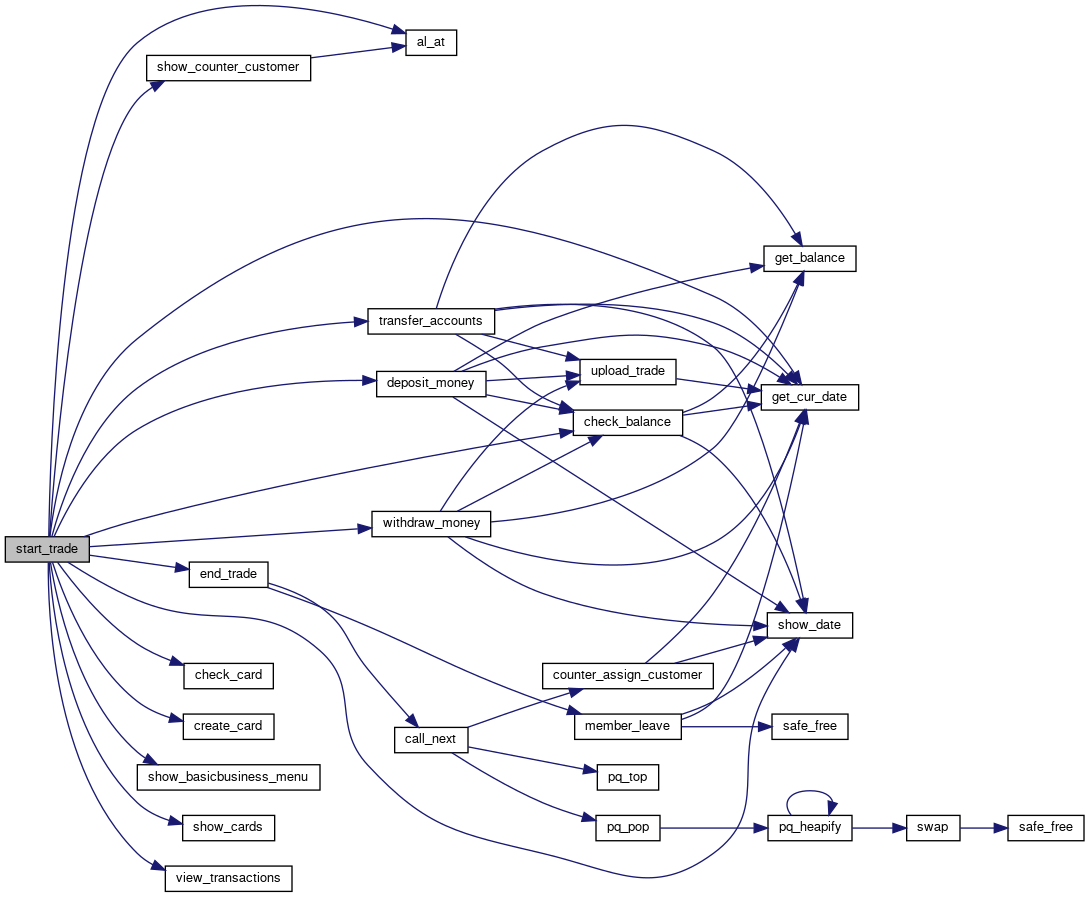 al_at
show_counter_customer
get_balance
transfer_accounts
upload_trade
deposit_money
get_cur_date
check_balance
withdraw_money
start_trade
end_trade
show_date
check_card
counter_assign_customer
create_card
member_leave
safe_free
call_next
show_basicbusiness_menu
pq_top
show_cards
pq_pop
pq_heapify
swap
safe_free
view_transactions